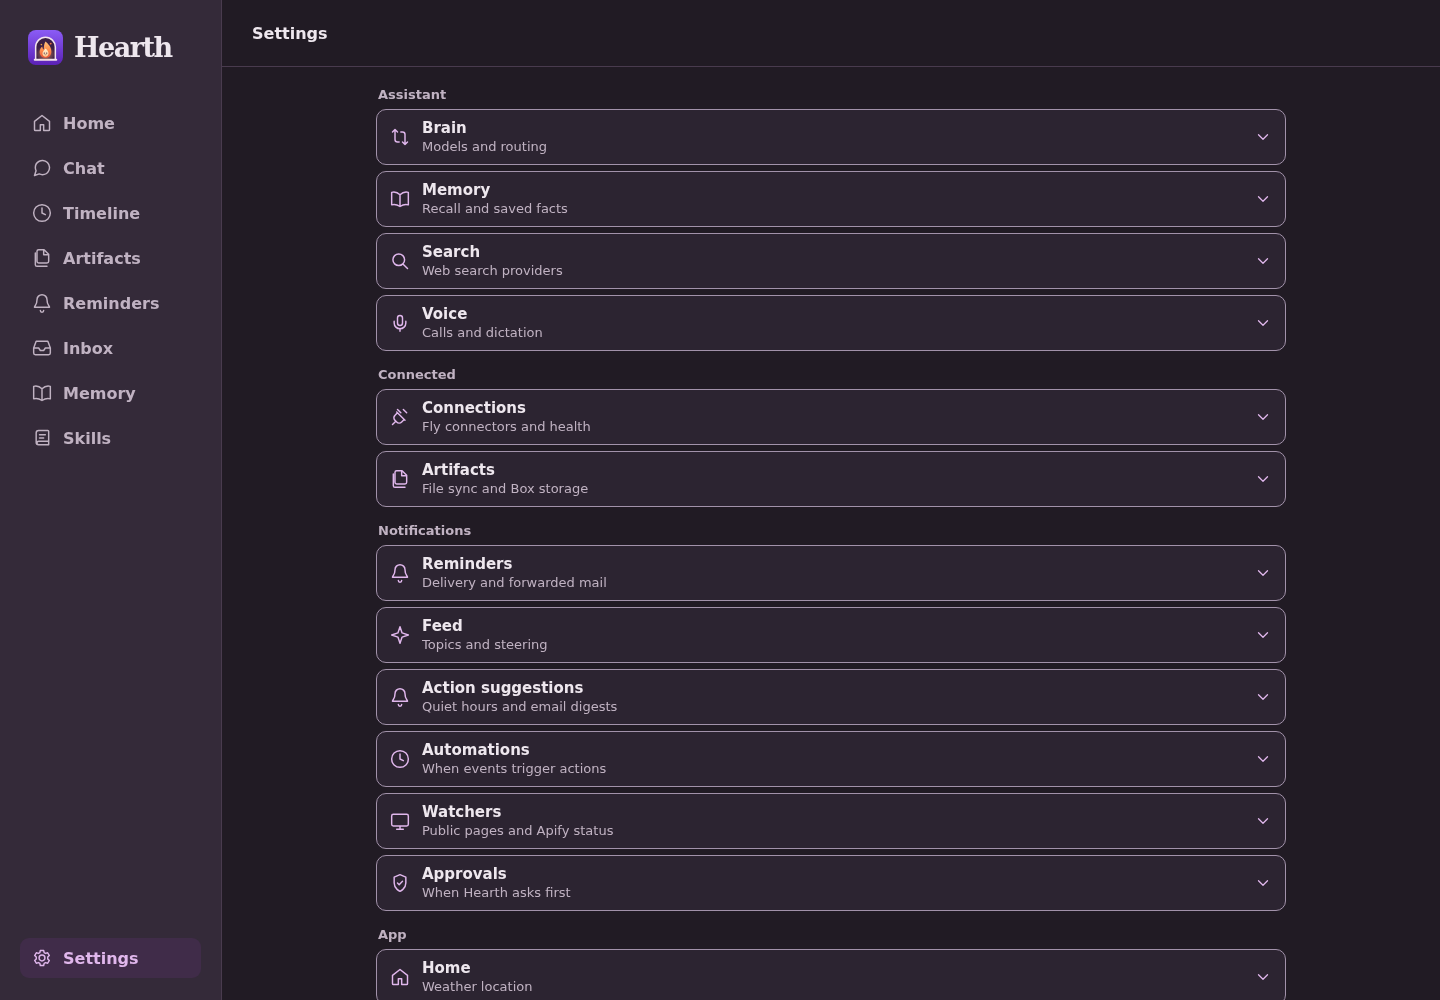 Hearth
Home
Chat
Timeline
Artifacts
Reminders
Inbox
Memory
Skills
Settings
Settings
Assistant
Brain
Models and routing
Memory
Recall and saved facts
Search
Web search providers
Voice
Calls and dictation
Connected
Connections
Fly connectors and health
Artifacts
File sync and Box storage
Notifications
Reminders
Delivery and forwarded mail
Feed
Topics and steering
Action suggestions
Quiet hours and email digests
Automations
When events trigger actions
Watchers
Public pages and Apify status
Approvals
When Hearth asks first
App
Home
Weather location